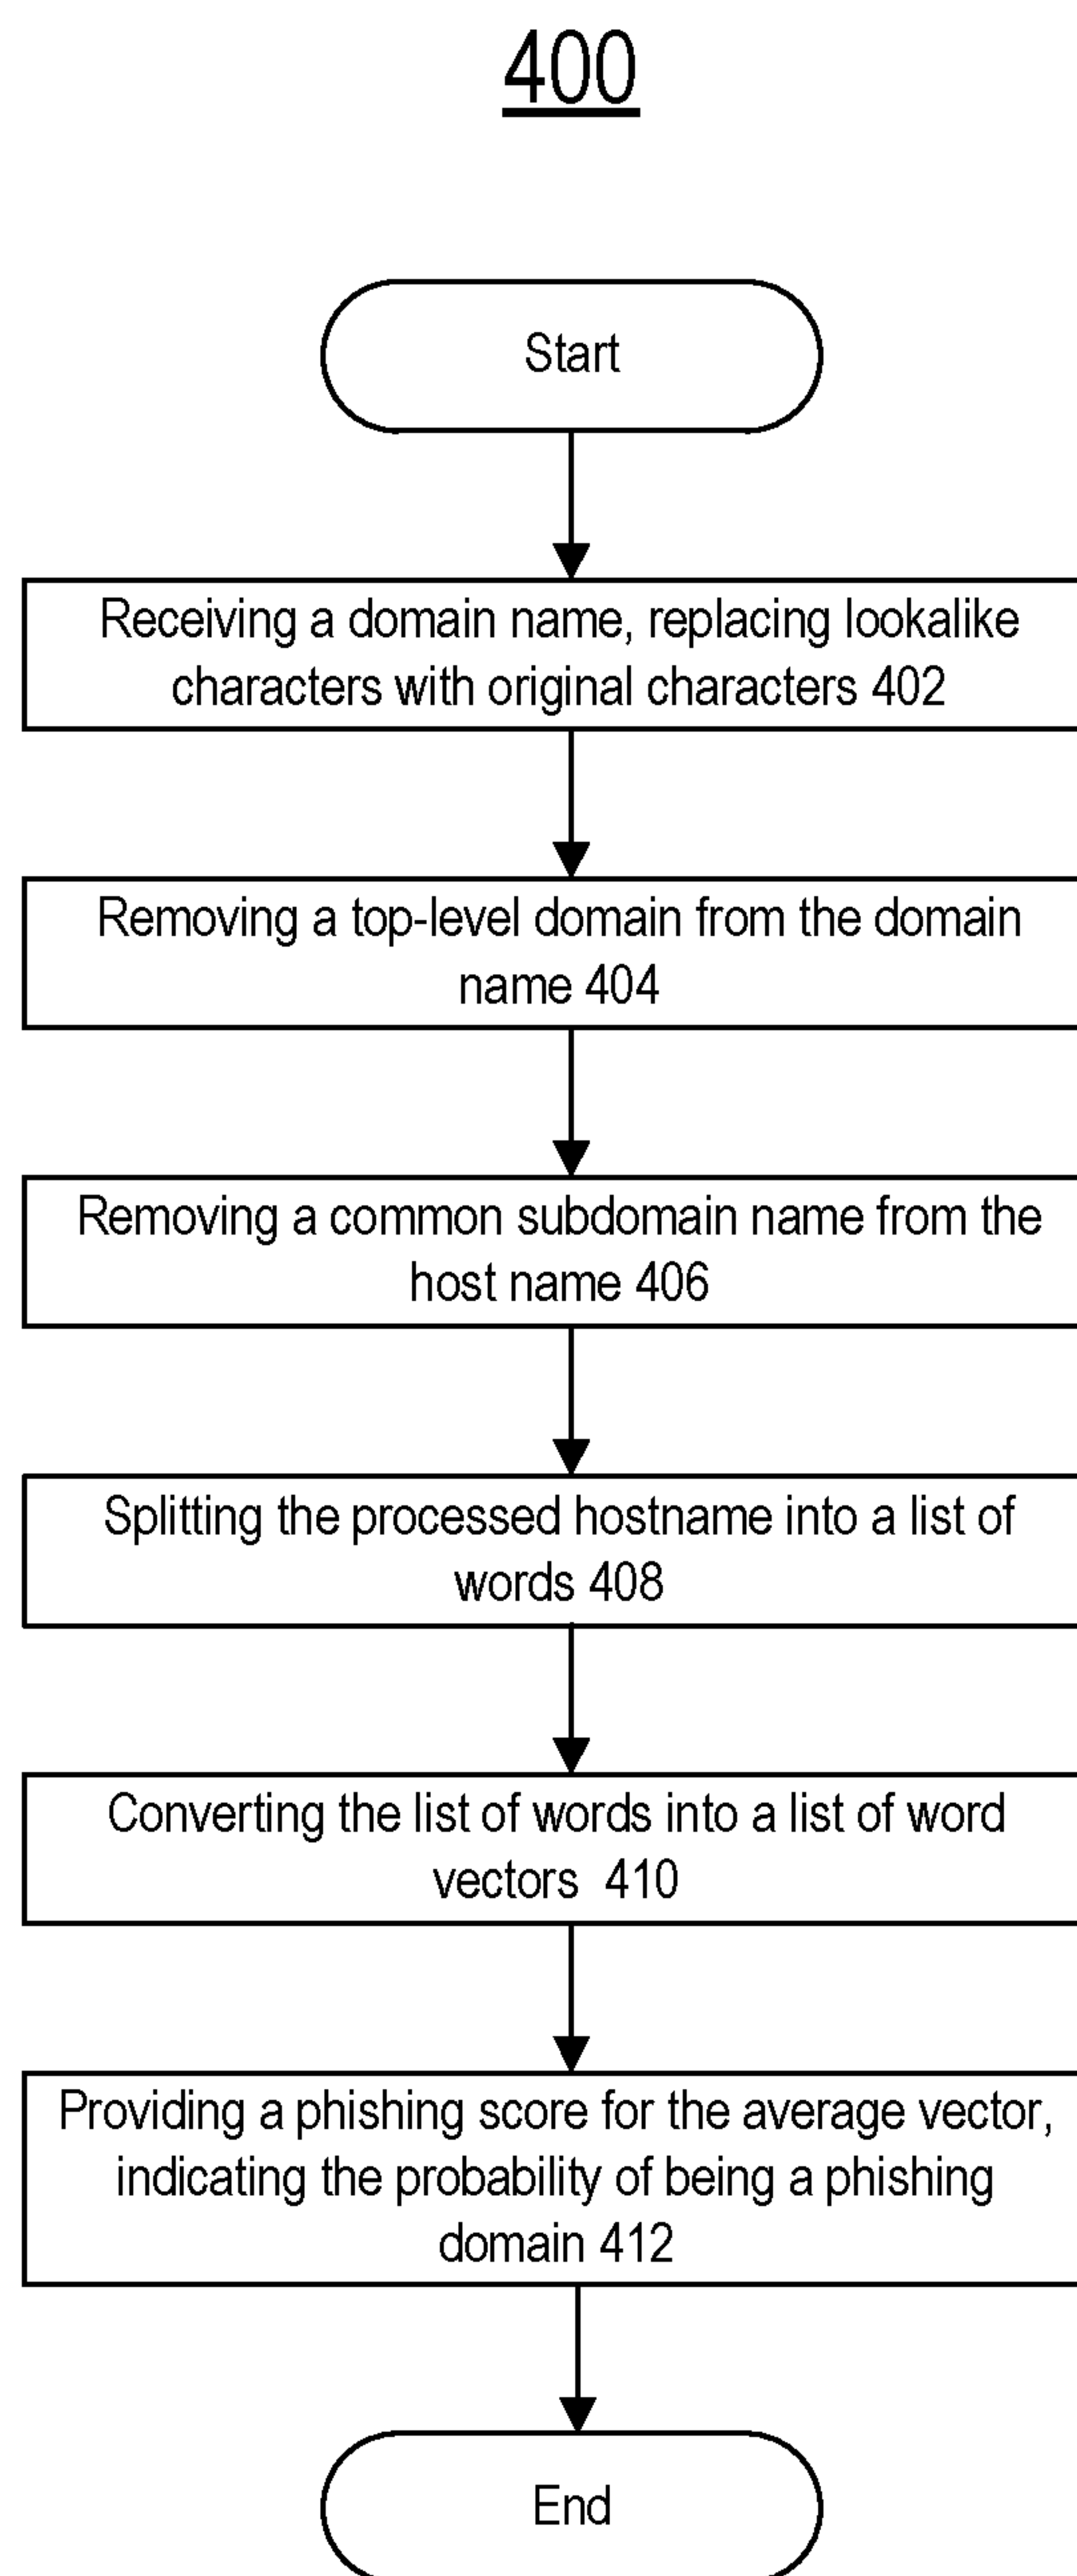 400
Start
Receiving a domain name, replacing lookalike
characters with original characters 402
Removing a top-level domain from the domain
name 404
Removing a common subdomain name from the
host name 406
Splitting the processed hostname into a list of
words 408
Converting the list of words into a list of word
vectors 410
Providing a phishing score for the average vector,
indicating the probability of being a phishing
domain 412
End